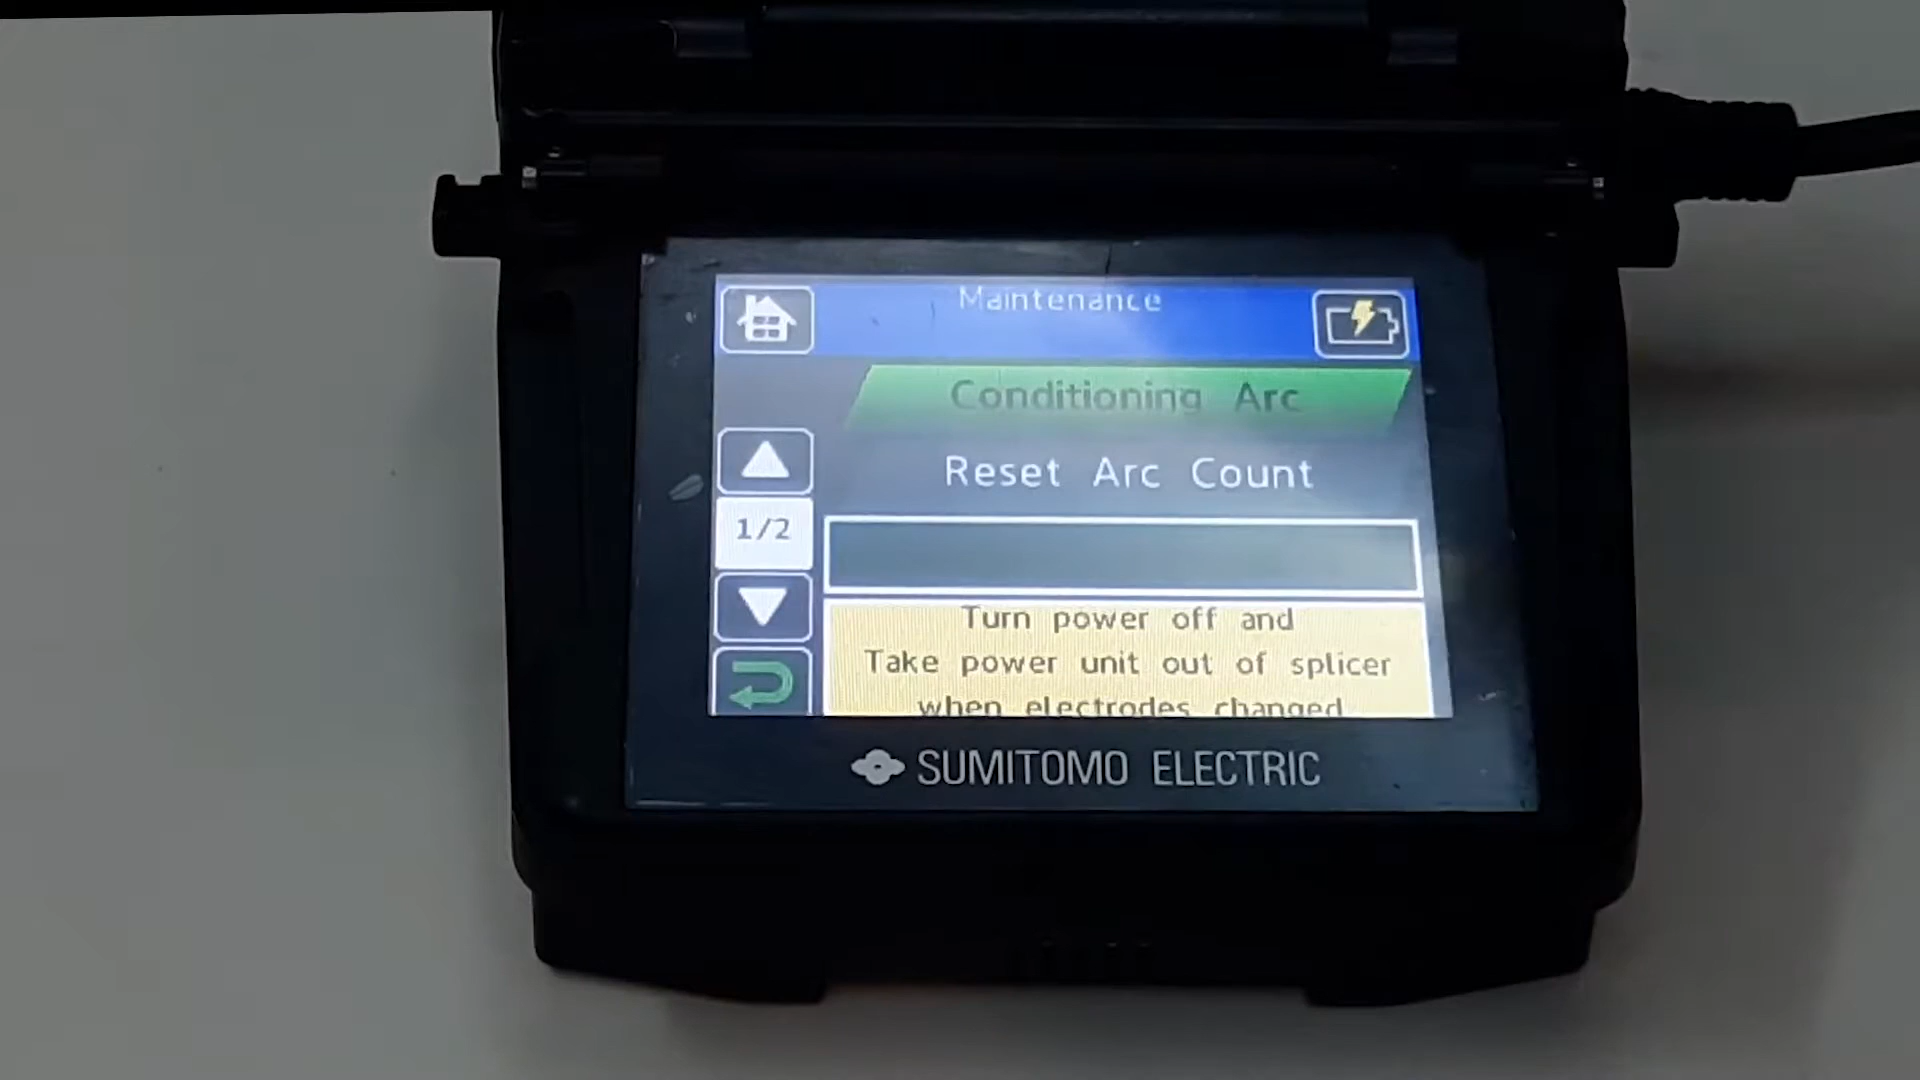 Maintenance
Conditioning Arc
Reset Arc Count
1/2
Turn power off and
Take power unit out of splicer
when electrodes changed
SUMITOMO ELECTRIC